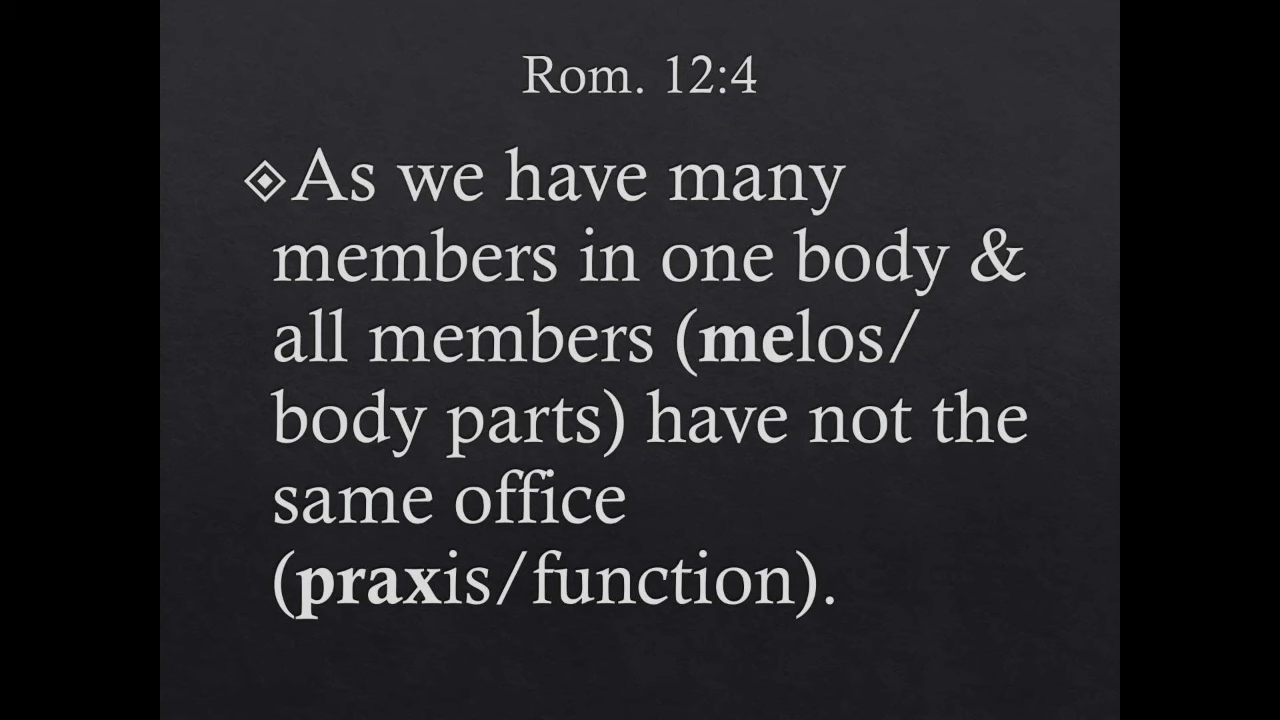 Rom. 12:4
As we have many
members in one body &
all members (melos/
body parts) have not the
same office
(praxis/function).